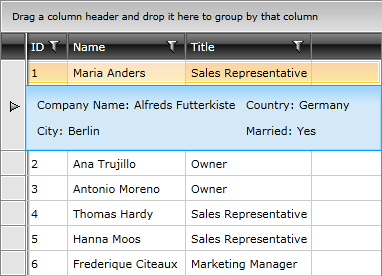 Drag a column header and drop it here to group by that column
ID Name Title
1 Maria Anders Sales Representative
Company Name: Alfreds Futterkiste Country: Germany
City: Berlin Married: Yes
2 Ana Trujillo Owner
3 Antonio Moreno Owner
4 Thomas Hardy Sales Representative
5 Hanna Moos Sales Representative
6 Frederique Citeaux Marketing Manager